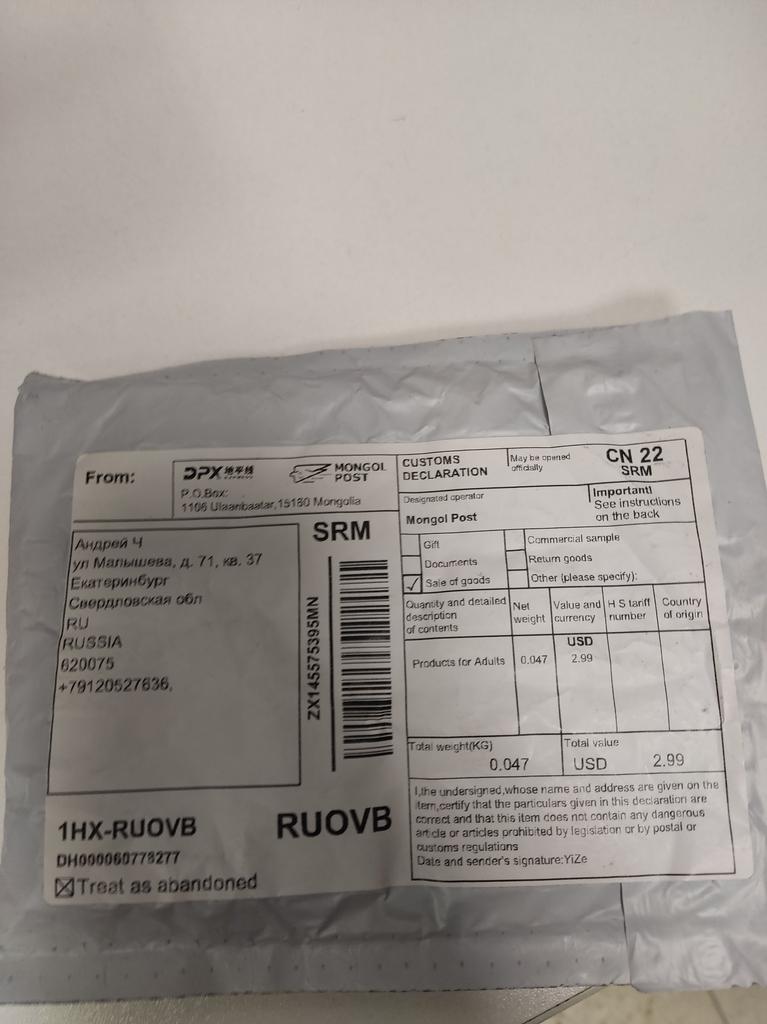 From:
DPX 地平线
EXPRESS
MONGOL
POST
P.O.Box:
1106 Ulaanbaatar,15160 Mongolia
SRM
Андрей Ч
ул Малышева, д. 71, кв. 37
Екатеринбург
Свердловская обл
RU
RUSSIA
620075
+79120527636,
ZX145575395MN
1HX-RUOVB
RUOVB
DH000060778277
Treat as abandoned
CUSTOMS
DECLARATION
May be opened
officially
CN 22
SRM
Designated operator
Mongol Post
Important!
See instructions
on the back
Gift
Commercial sample
Documents
Return goods
✓ Sale of goods
Other (please specify):
Quantity and detailed
description
of contents
Net
weight
Value and
currency
H S tariff
number
Country
of origin
USD
Products for Adults 0.047 2.99
Total weight(KG)
0.047
Total value
USD 2.99
I,the undersigned,whose name and address are given on the
item,certify that the particulars given in this declaration are
correct and that this item does not contain any dangerous
article or articles prohibited by legislation or by postal or
customs regulations
Date and sender's signature:YiZe